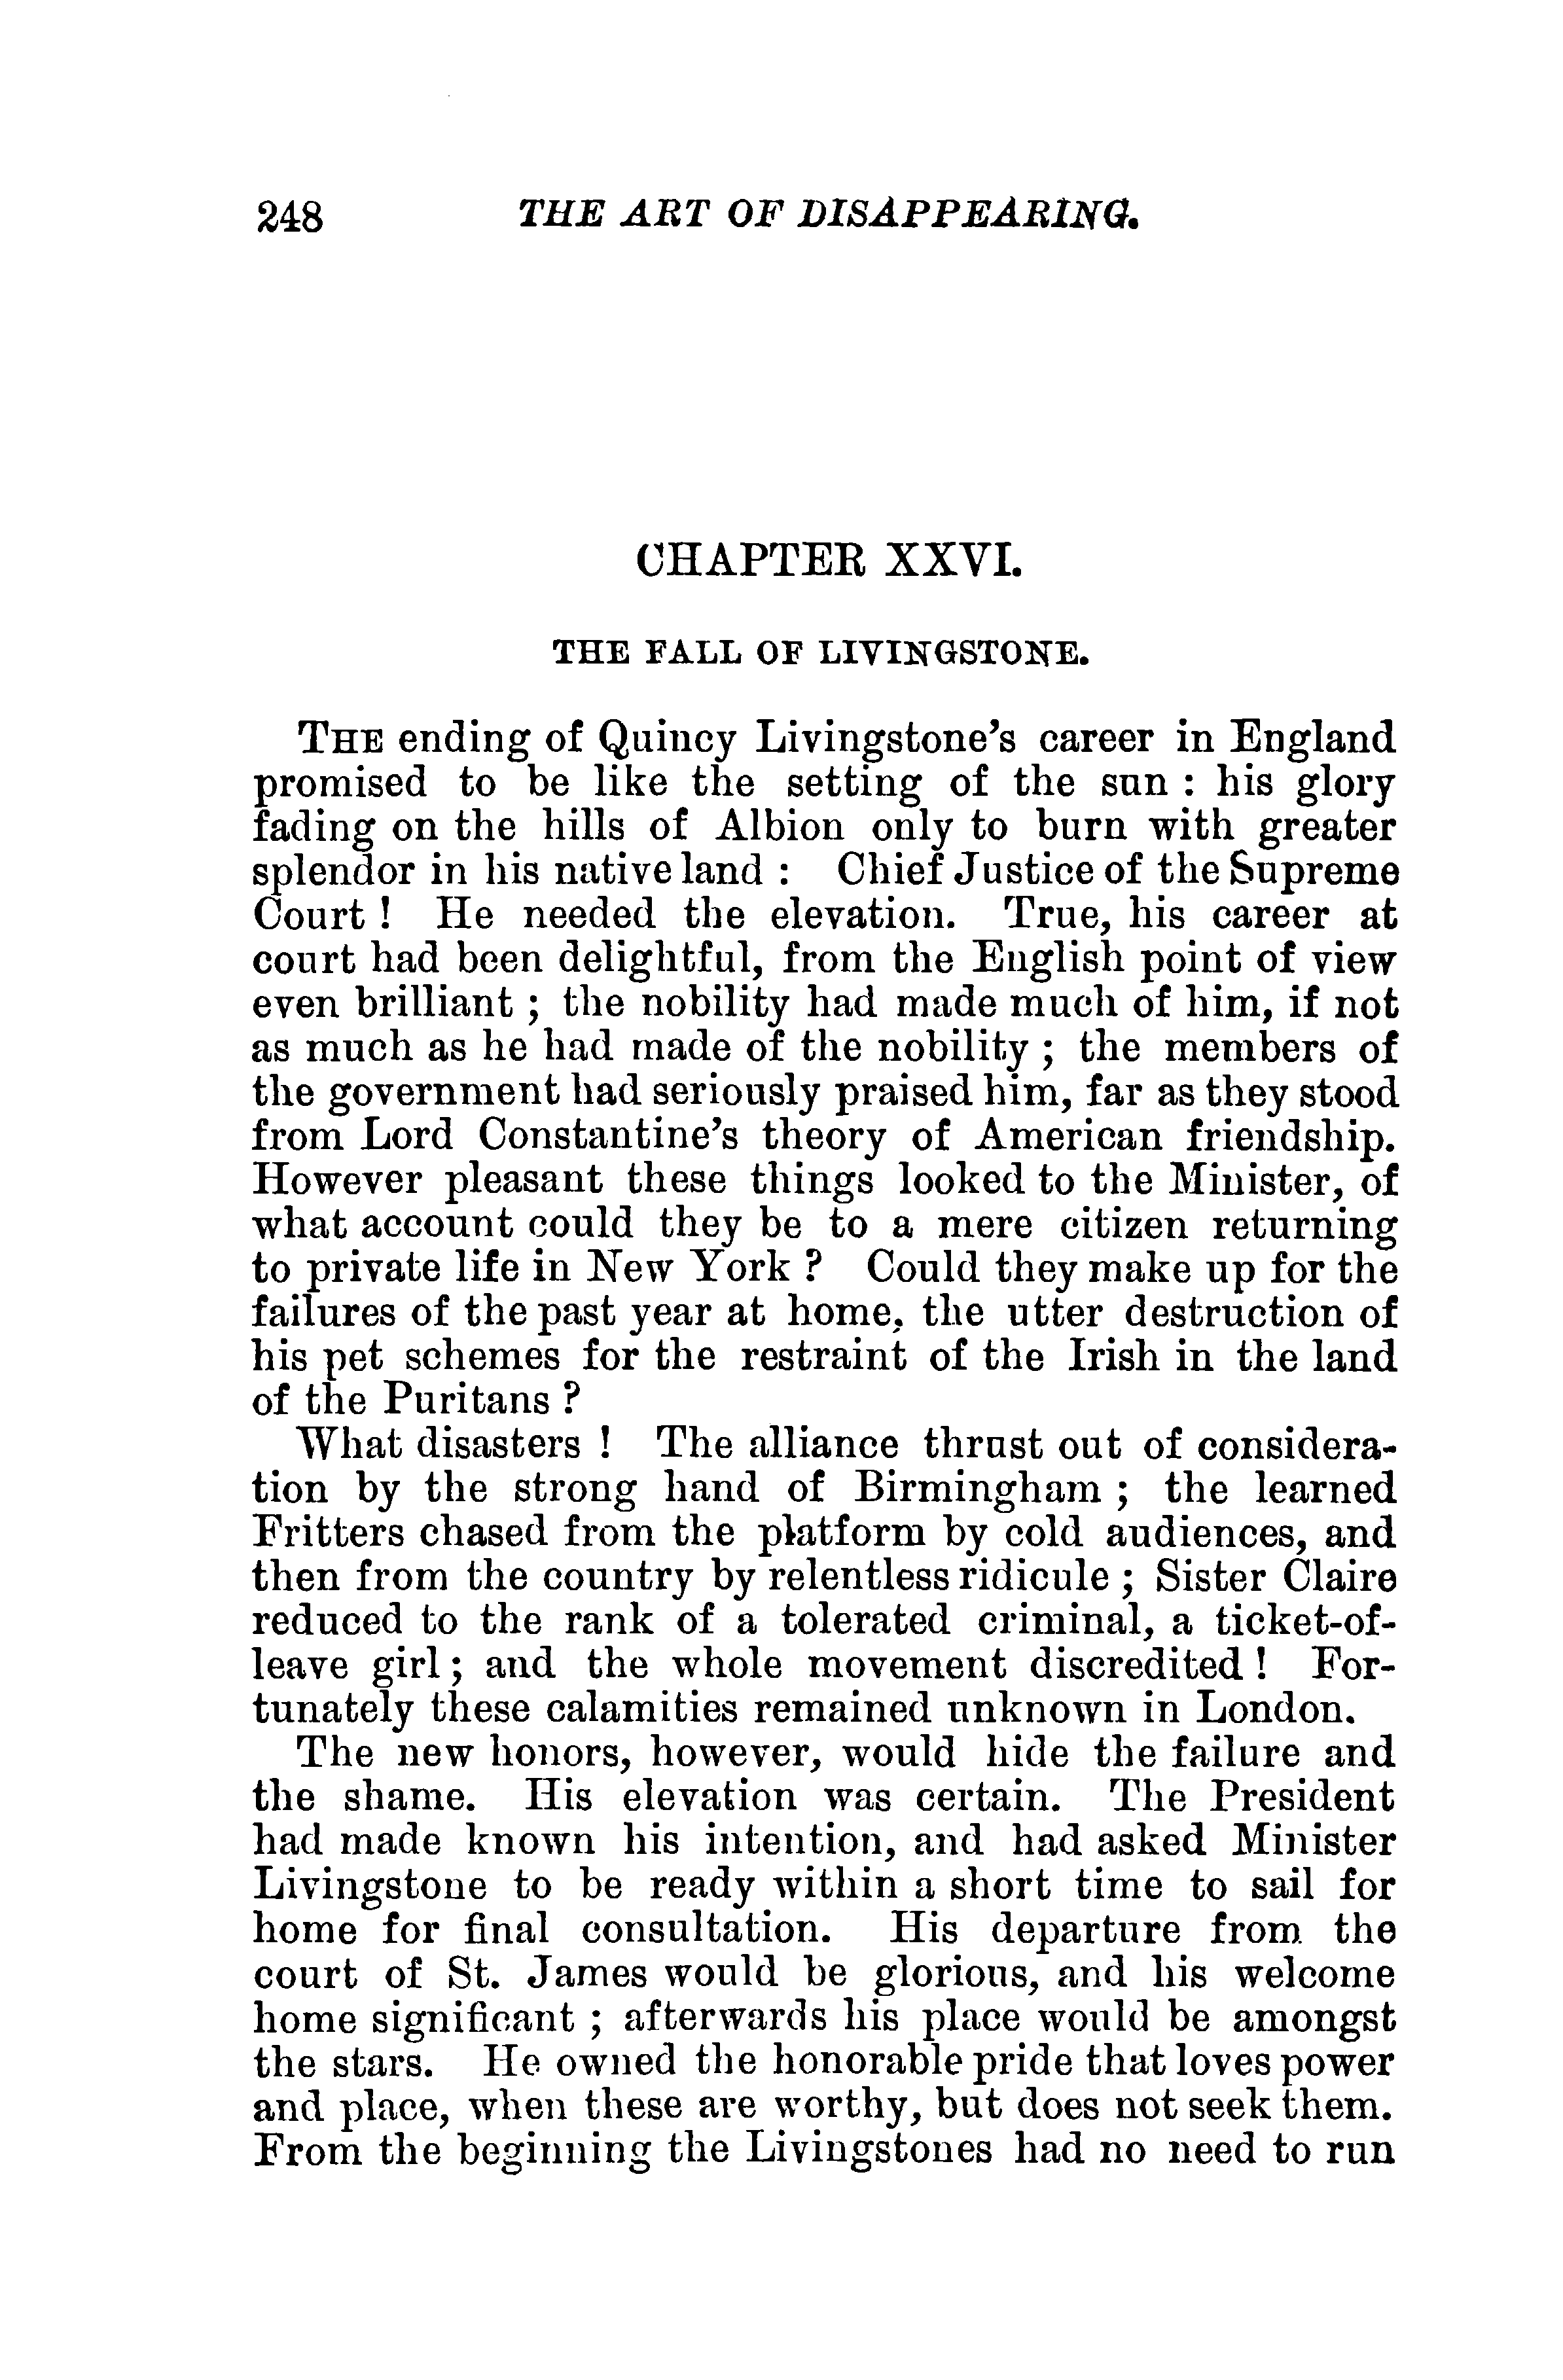 248 THE ART OF DISAPPEARING.
CHAPTER XXVI.
THE FALL OF LIVINGSTONE.
THE ending of Quincy Livingstone's career in England
promised to be like the setting of the sun : his glory
fading on the hills of Albion only to burn with greater
splendor in his native land : Chief Justice of the Supreme
Court ! He needed the elevation. True, his career at
court had been delightful, from the English point of view
even brilliant ; the nobility had made much of him, if not
as much as he had made of the nobility ; the members of
the government had seriously praised him, far as they stood
from Lord Constantine's theory of American friendship.
However pleasant these things looked to the Minister, of
what account could they be to a mere citizen returning
to private life in New York ? Could they make up for the
failures of the past year at home, the utter destruction of
his pet schemes for the restraint of the Irish in the land
of the Puritans ?
What disasters ! The alliance thrust out of considera-
tion by the strong hand of Birmingham ; the learned
Fritters chased from the platform by cold audiences, and
then from the country by relentless ridicule ; Sister Claire
reduced to the rank of a tolerated criminal, a ticket-of-
leave girl ; and the whole movement discredited ! For-
tunately these calamities remained unknown in London.
The new honors, however, would hide the failure and
the shame. His elevation was certain. The President
had made known his intention, and had asked Minister
Livingstone to be ready within a short time to sail for
home for final consultation. His departure from the
court of St. James would be glorious, and his welcome
home significant ; afterwards his place would be amongst
the stars. He owned the honorable pride that loves power
and place, when these are worthy, but does not seek them.
From the beginning the Livingstones had no need to run